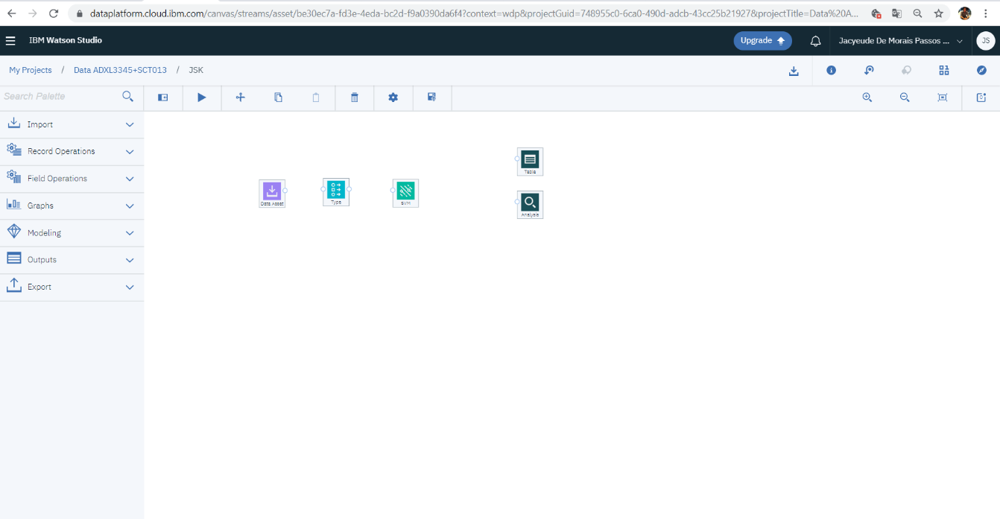 dataplatform.cloud.ibm.com/canvas/streams/asset/be30ec7a-fd3e-4eda-bc2d-f9a0390da6f4?context=wdp&projectGuid=748955c0-6ca0-490d-adcb-43cc25b21927&projectTitle=Data%20A...
IBM Watson Studio
Upgrade
Jacyeude De Morais Passos ...
JS
My Projects / Data ADXL3345+SCT013 / JSK
Search Palette
Import
Record Operations
Field Operations
Graphs
Modeling
Outputs
Export
Table
Data Asset
Type
SVM
Analysis